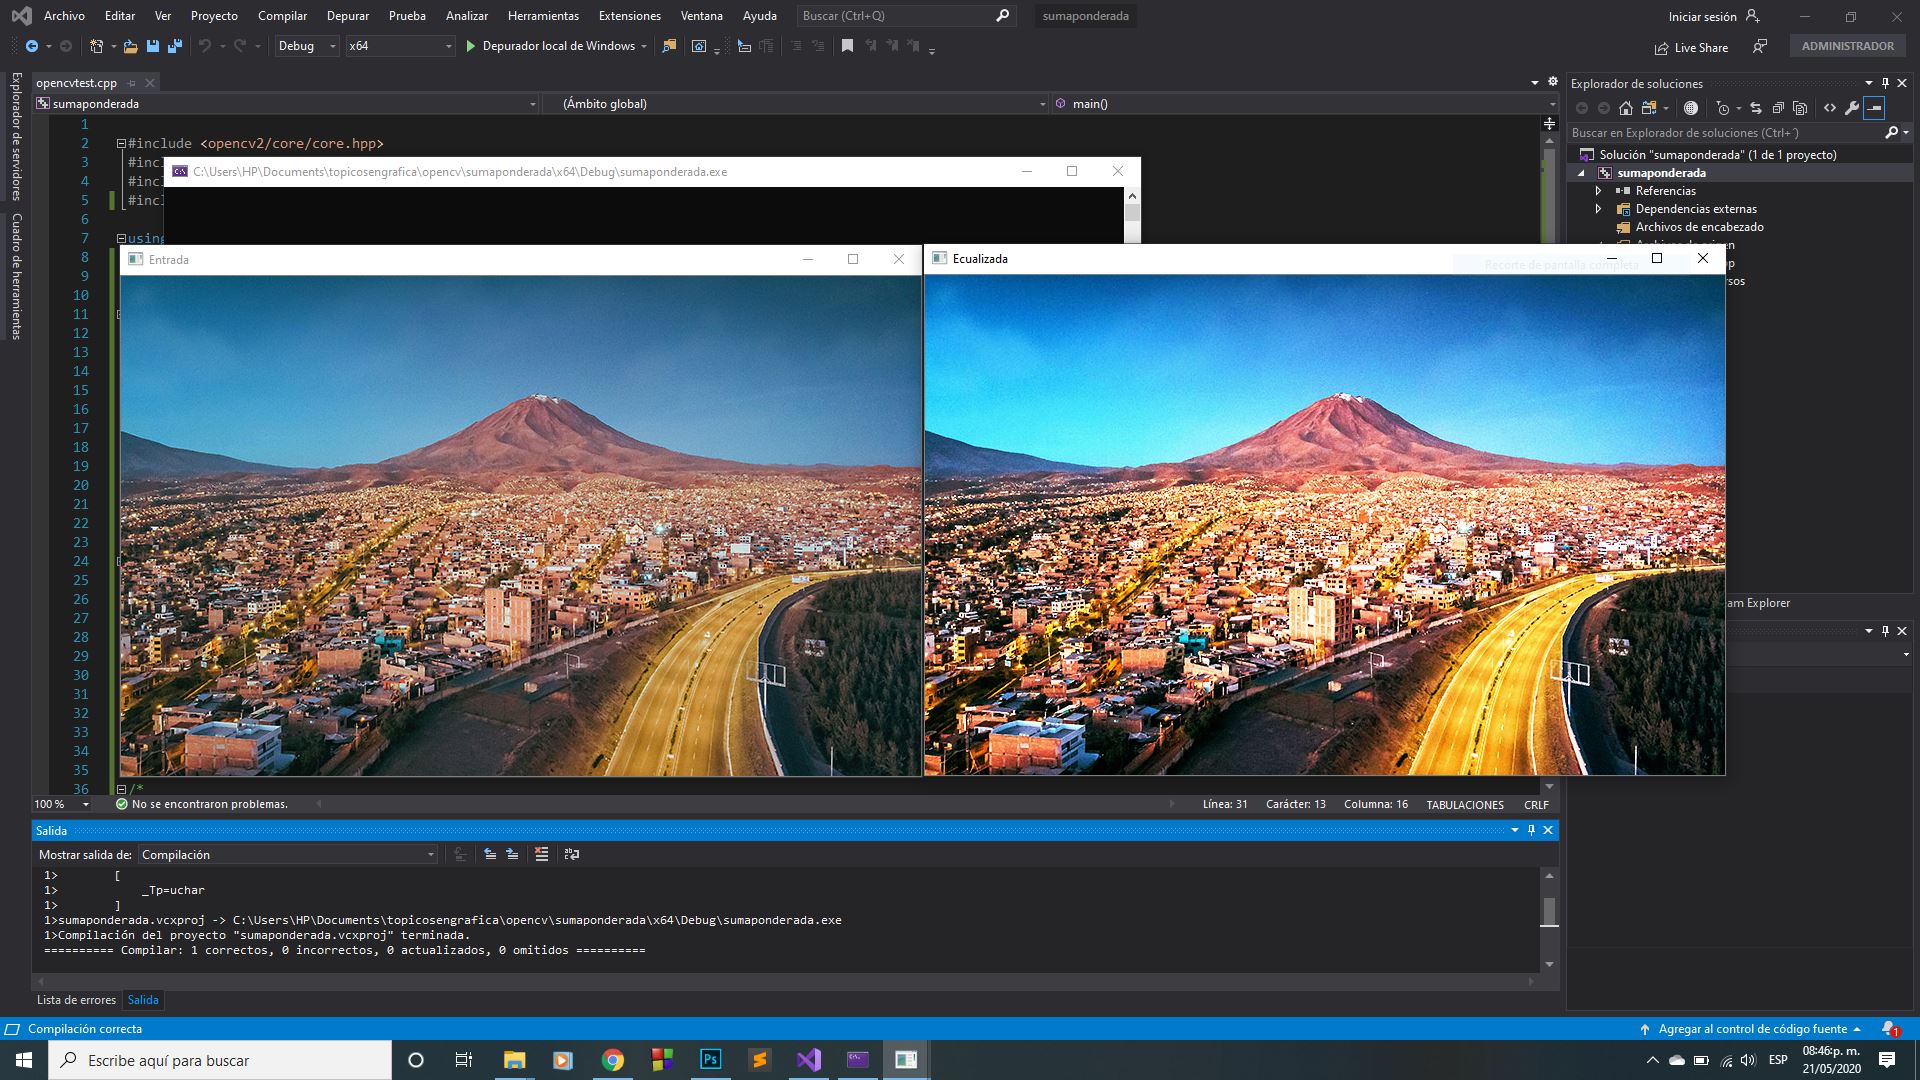 Archivo Editar Ver Proyecto Compilar Depurar Prueba Analizar Herramientas Extensiones Ventana Ayuda Buscar (Ctrl+Q) sumaponderada Iniciar sesión
Debug x64 Depurador local de Windows Live Share ADMINISTRADOR
Explorador de servidores
Cuadro de herramientas
opencvtest.cpp
sumaponderada (Ámbito global) main()
1
2 #include <opencv2/core/core.hpp>
3 #incl
4 #incl
5 #incl
6
7 using
8
9
10
11
12
13
14
15
16
17
18
19
20
21
22
23
24
25
26
27
28
29
30
31
32
33
34
35
36 /*
C:\Users\HP\Documents\topicosengrafica\opencv\sumaponderada\x64\Debug\sumaponderada.exe
Entrada
Ecualizada
Recorte de pantalla completa
100 % No se encontraron problemas. Línea: 31 Carácter: 13 Columna: 16 TABULACIONES CRLF
Salida
Mostrar salida de: Compilación
1> [
1> _Tp=uchar
1> ]
1>sumaponderada.vcxproj -> C:\Users\HP\Documents\topicosengrafica\opencv\sumaponderada\x64\Debug\sumaponderada.exe
1>Compilación del proyecto "sumaponderada.vcxproj" terminada.
========== Compilar: 1 correctos, 0 incorrectos, 0 actualizados, 0 omitidos ==========
Lista de errores Salida
Explorador de soluciones
Buscar en Explorador de soluciones (Ctrl+´)
Solución "sumaponderada" (1 de 1 proyecto)
sumaponderada
Referencias
Dependencias externas
Archivos de encabezado
Archivos de origen
pp
rsos
am Explorer
Compilación correcta Agregar al control de código fuente 1
Escribe aquí para buscar Ps ESP 08:46:p. m.
21/05/2020